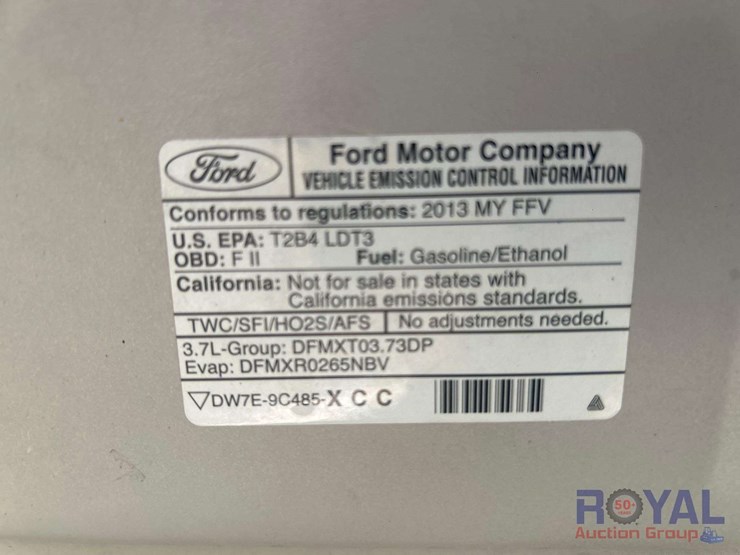 Ford
Ford Motor Company
VEHICLE EMISSION CONTROL INFORMATION
Conforms to regulations: 2013 MY FFV
U.S. EPA: T2B4 LDT3
OBD: F II Fuel: Gasoline/Ethanol
California: Not for sale in states with
California emissions standards.
TWC/SFI/HO2S/AFS No adjustments needed.
3.7L-Group: DFMXT03.73DP
Evap: DFMXR0265NBV
▽DW7E-9C485-X C C
ROYAL
50+
Auction Group